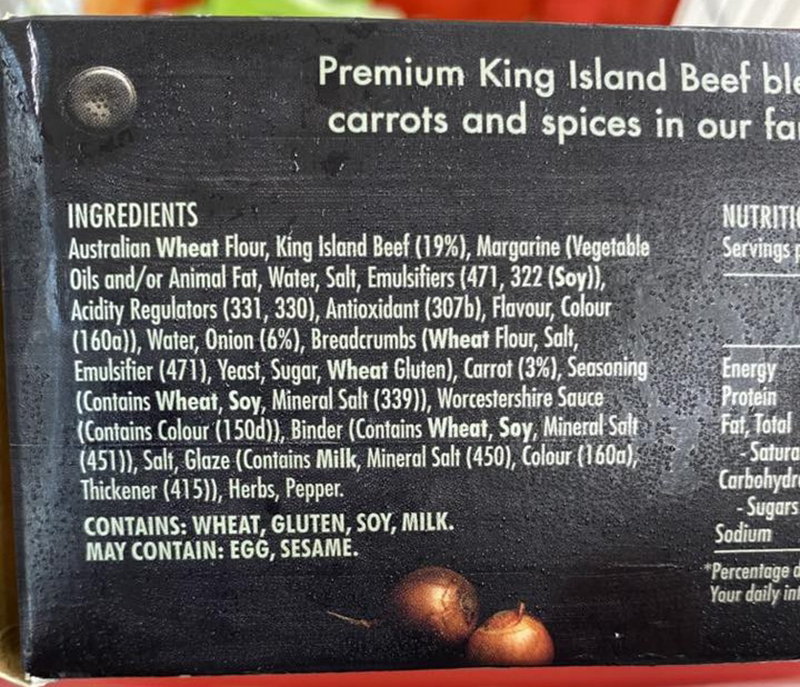 Premium King Island Beef
carrots and spices in our
INGREDIENTS
Australian Wheat Flour, King Island Beef (19%), Margarine (Vegetable
Oils and/or Animal Fat, Water, Salt, Emulsifiers (471, 322 (Soy)),
Acidity Regulators (331, 330), Antioxidant (307b), Flavour, Colour
(160a)), Water, Onion (6%), Breadcrumbs (Wheat Flour, Salt,
Emulsifier (471), Yeast, Sugar, Wheat Gluten), Carrot (3%), Seasoning
(Contains Wheat, Soy, Mineral Salt (339)), Worcestershire Sauce
(Contains Colour (150d)), Binder (Contains Wheat, Soy, Mineral Salt
(451)), Salt, Glaze (Contains Milk, Mineral Salt (450), Colour (160a),
Thickener (415)), Herbs, Pepper.
CONTAINS: WHEAT, GLUTEN, SOY, MILK.
MAY CONTAIN: EGG, SESAME.
Servings
Energy
Protein
Fat, Total
- Sugars
Sodium
*Percentage
Your daily